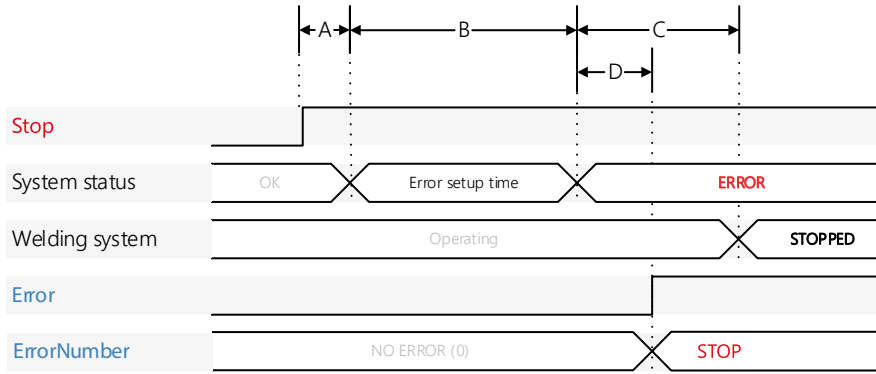 A B C
D
Stop
System status OK Error setup time ERROR
Welding system Operating STOPPED
Error
ErrorNumber NO ERROR (0) STOP